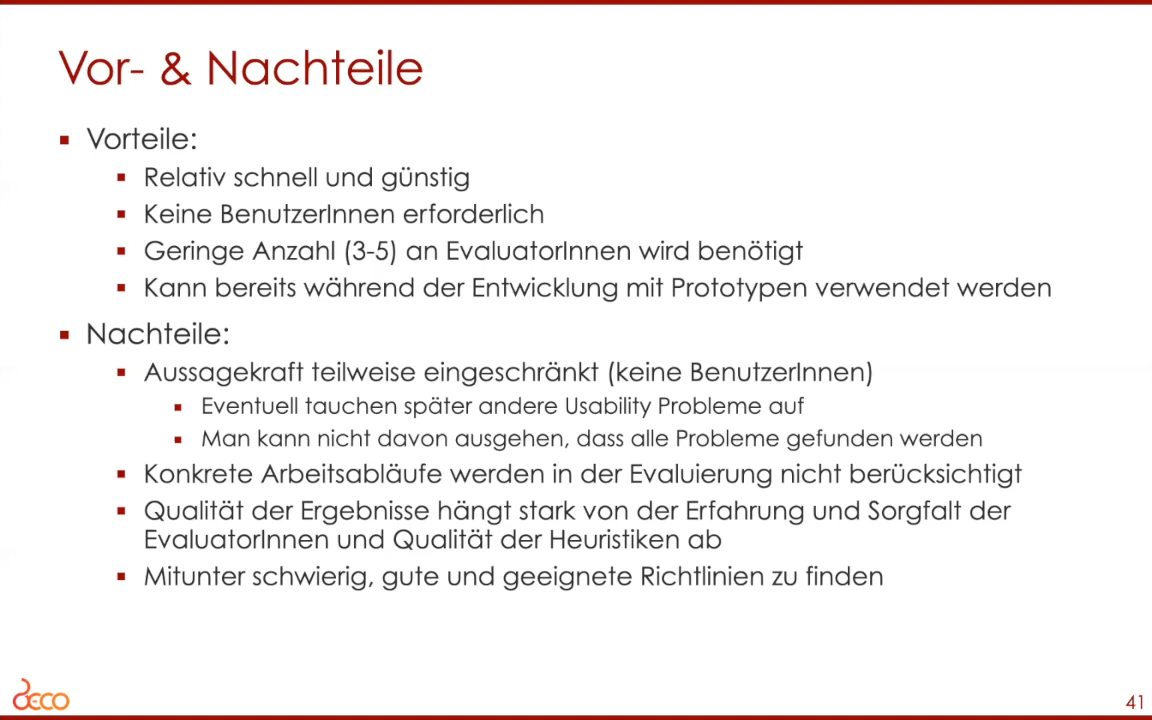 Vor- & Nachteile
▪ Vorteile:
▪ Relativ schnell und günstig
▪ Keine BenutzerInnen erforderlich
▪ Geringe Anzahl (3-5) an EvaluatorInnen wird benötigt
▪ Kann bereits während der Entwicklung mit Prototypen verwendet werden
▪ Nachteile:
▪ Aussagekraft teilweise eingeschränkt (keine BenutzerInnen)
▪ Eventuell tauchen später andere Usability Probleme auf
▪ Man kann nicht davon ausgehen, dass alle Probleme gefunden werden
▪ Konkrete Arbeitsabläufe werden in der Evaluierung nicht berücksichtigt
▪ Qualität der Ergebnisse hängt stark von der Erfahrung und Sorgfalt der
EvaluatorInnen und Qualität der Heuristiken ab
▪ Mitunter schwierig, gute und geeignete Richtlinien zu finden
DECO
41